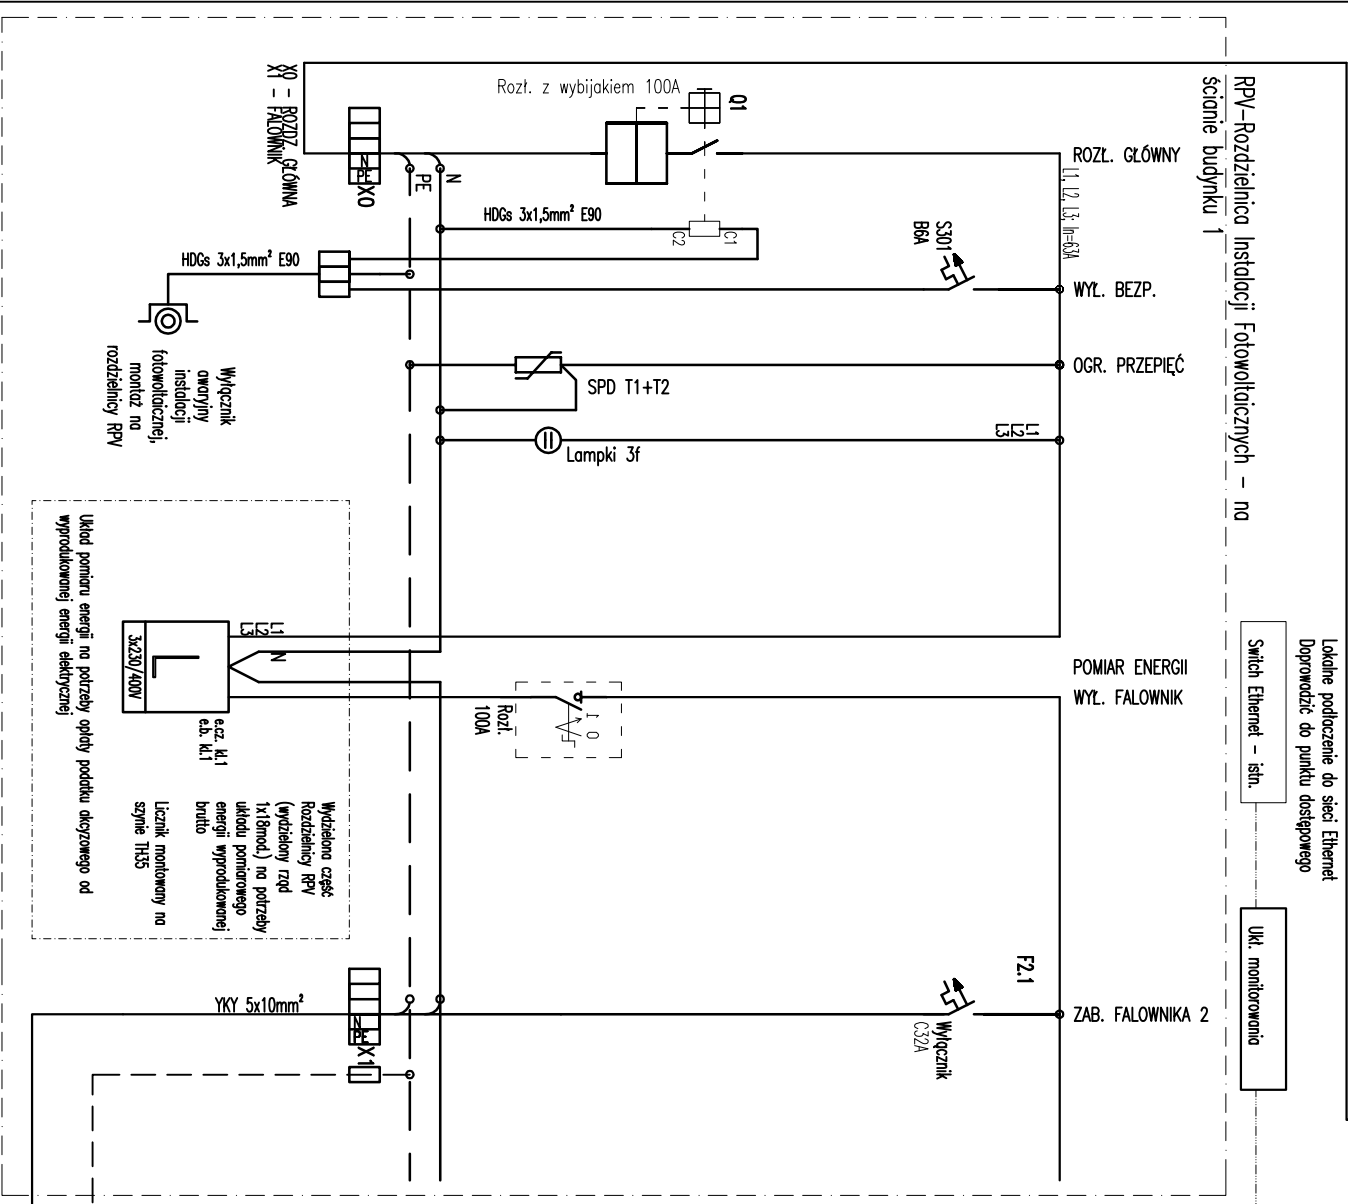 RPV-Rozdzielnica Instalacji Fotowoltaicznych - na
ścianie budynku 1
Lokalne podłączenie do sieci Ethernet
Doprowadzić do punktu dostępowego
Switch Ethernet - istn.
Ukł. monitorowania
X0 - ROZDZ. GŁÓWNA
X1 - FALOWNIK
Rozł. z wybijakiem 100A
Q1
ROZŁ. GŁÓWNY
L1, L2, L3; In=63A
N
PE
X0
N
PE
HDGs 3x1,5mm² E90
C1
C2
S301
B6A
WYŁ. BEZP.
HDGs 3x1,5mm² E90
Wyłącznik
awaryjny
instalacji
fotowoltaicznej,
montaż na
rozdzielnicy RPV
OGR. PRZEPIĘĆ
SPD T1+T2
Lampki 3f
L1
L2
L3
POMIAR ENERGII
L1
L2
L3
N
3x230/400V
e.cz. kl.1
e.b. kl.1
WYŁ. FALOWNIK
Rozł.
100A
I
0
Wydzielona część
Rozdzielnicy RPV
(wydzielony rząd
1x18mod.) na potrzeby
układu pomiarowego
energii wyprodukowanej
brutto
Licznik montowany na
szynie TH35
Układ pomiaru energii na potrzeby opłaty podatku akcyzowego od
wyprodukowanej energii elektrycznej
F2.1
Wyłącznik
C32A
ZAB. FALOWNIKA 2
YKY 5x10mm²
N
PE
X1